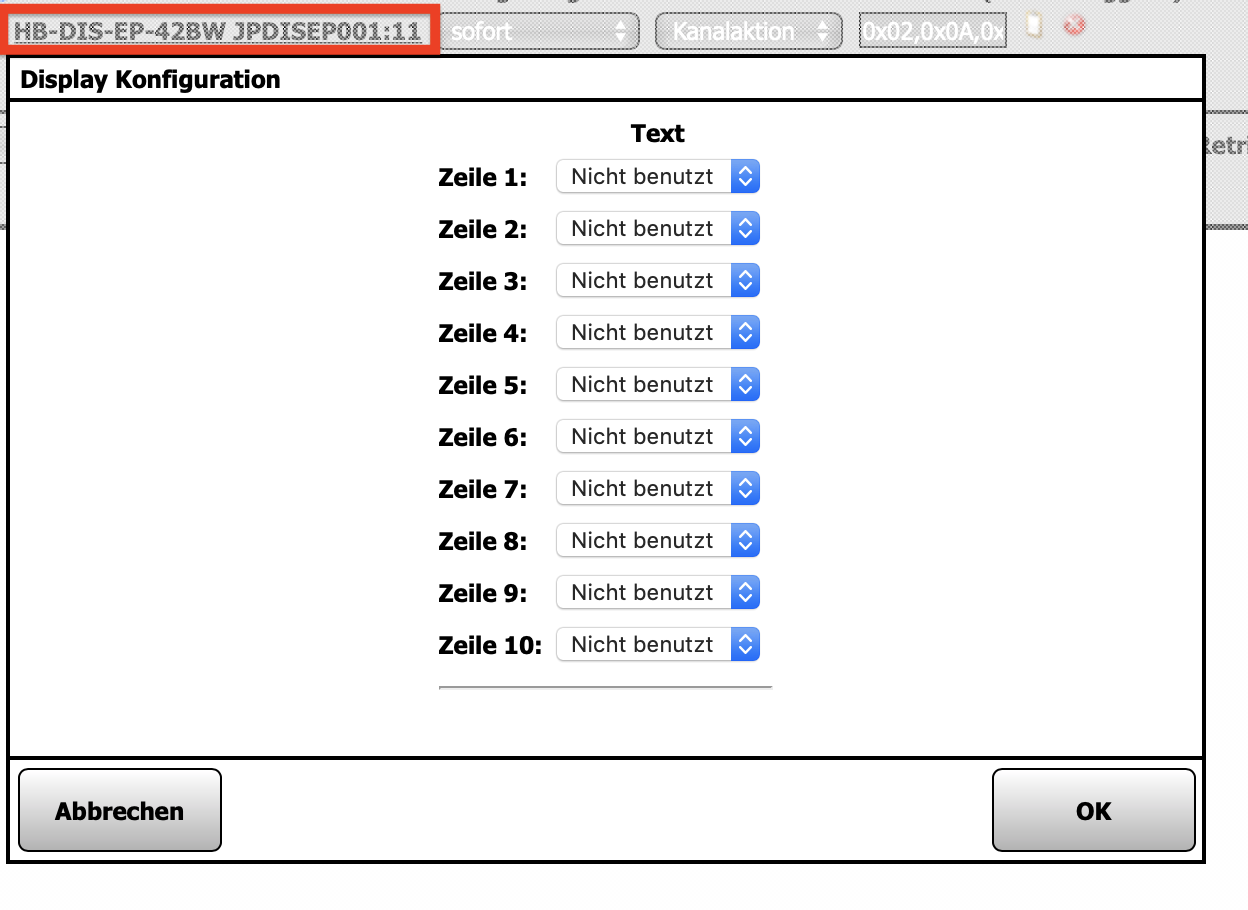 HB-DIS-EP-42BW JPDISEP001:11 sofort Kanalaktion 0x02,0x0A,0x
Display Konfiguration
Text
Zeile 1: Nicht benutzt
Zeile 2: Nicht benutzt
Zeile 3: Nicht benutzt
Zeile 4: Nicht benutzt
Zeile 5: Nicht benutzt
Zeile 6: Nicht benutzt
Zeile 7: Nicht benutzt
Zeile 8: Nicht benutzt
Zeile 9: Nicht benutzt
Zeile 10: Nicht benutzt
Abbrechen OK